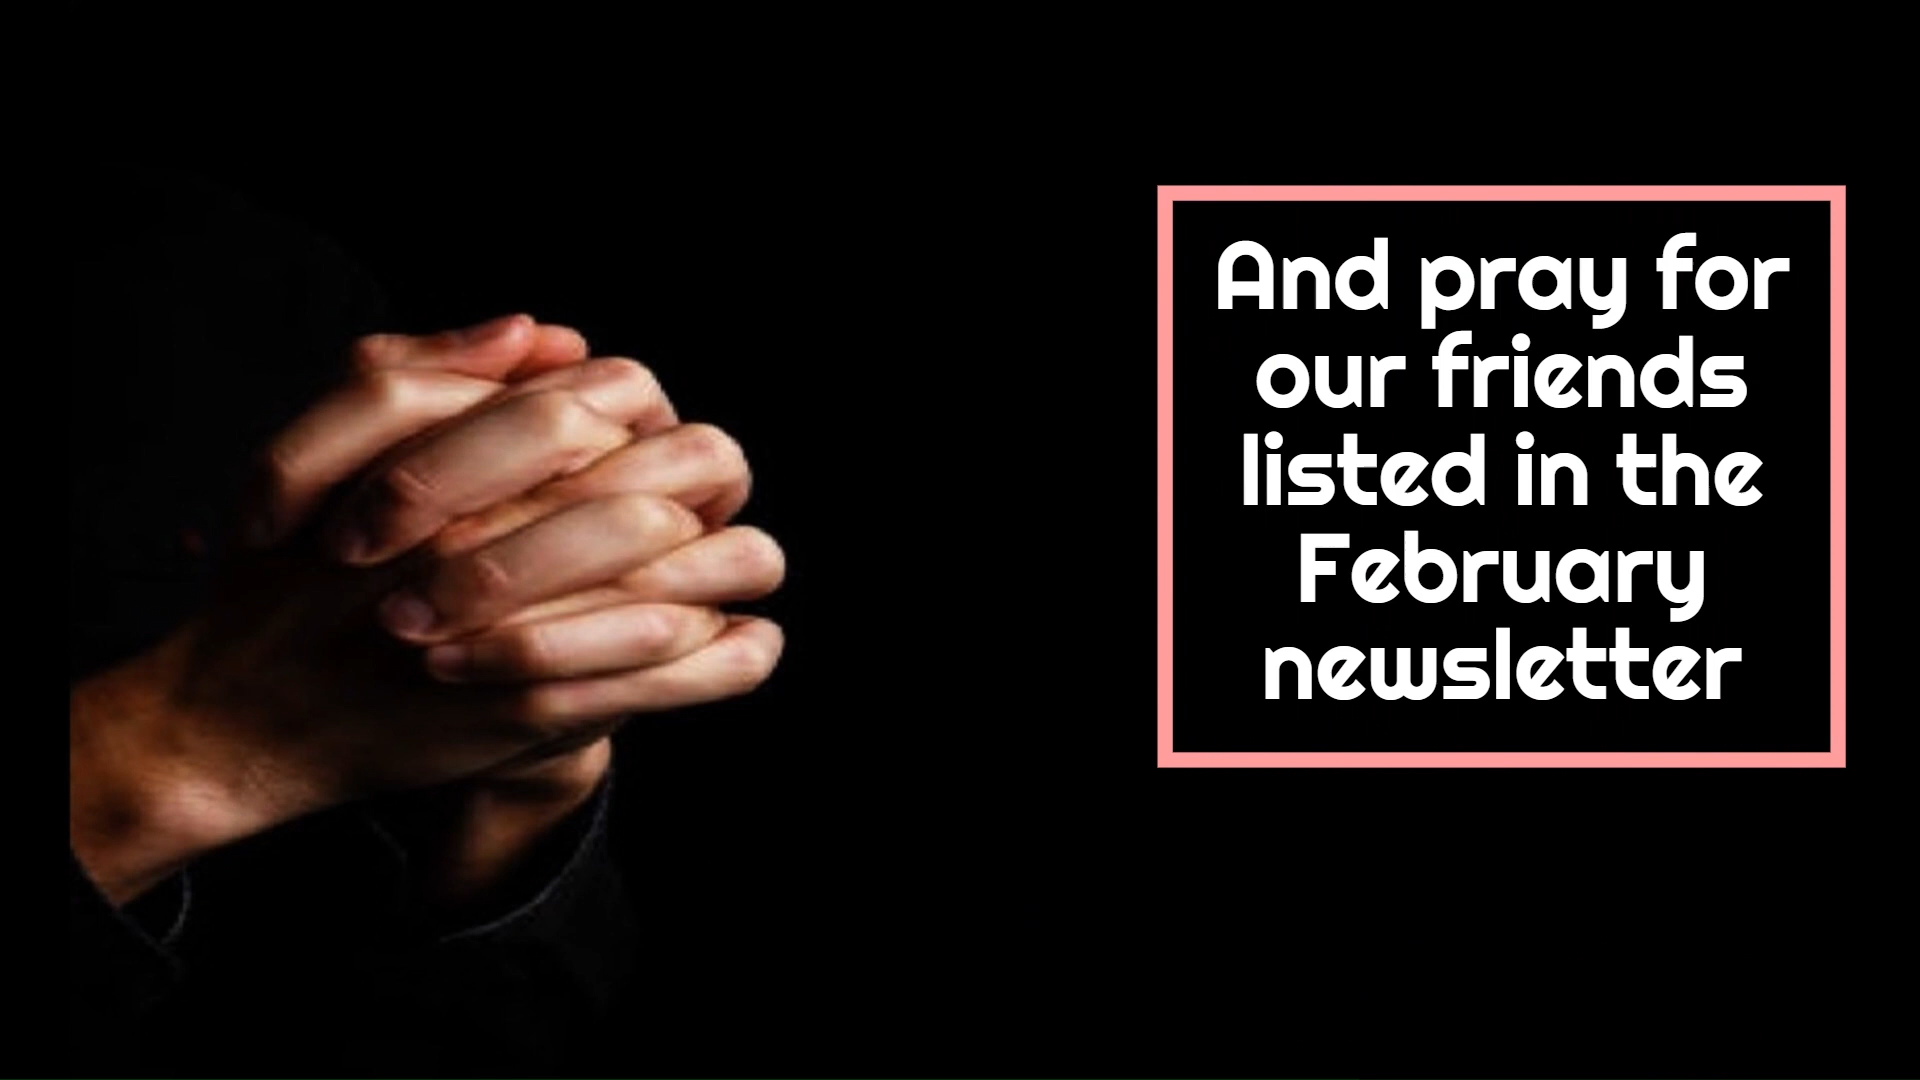 And pray for
our friends
listed in the
February
newsletter